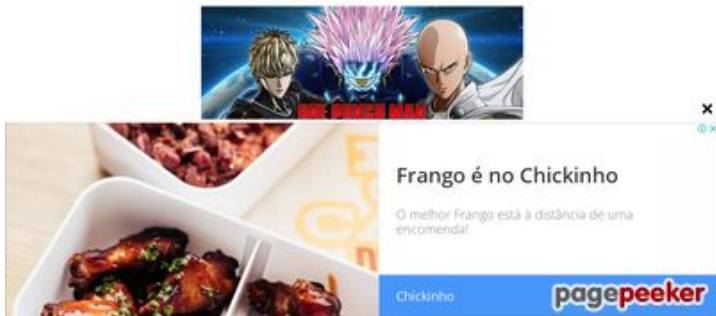 ONE PUNCH MAN
Frango é no Chickinho
O melhor Frango está à distância de uma
encomenda!
Chickinho
pagepeeker